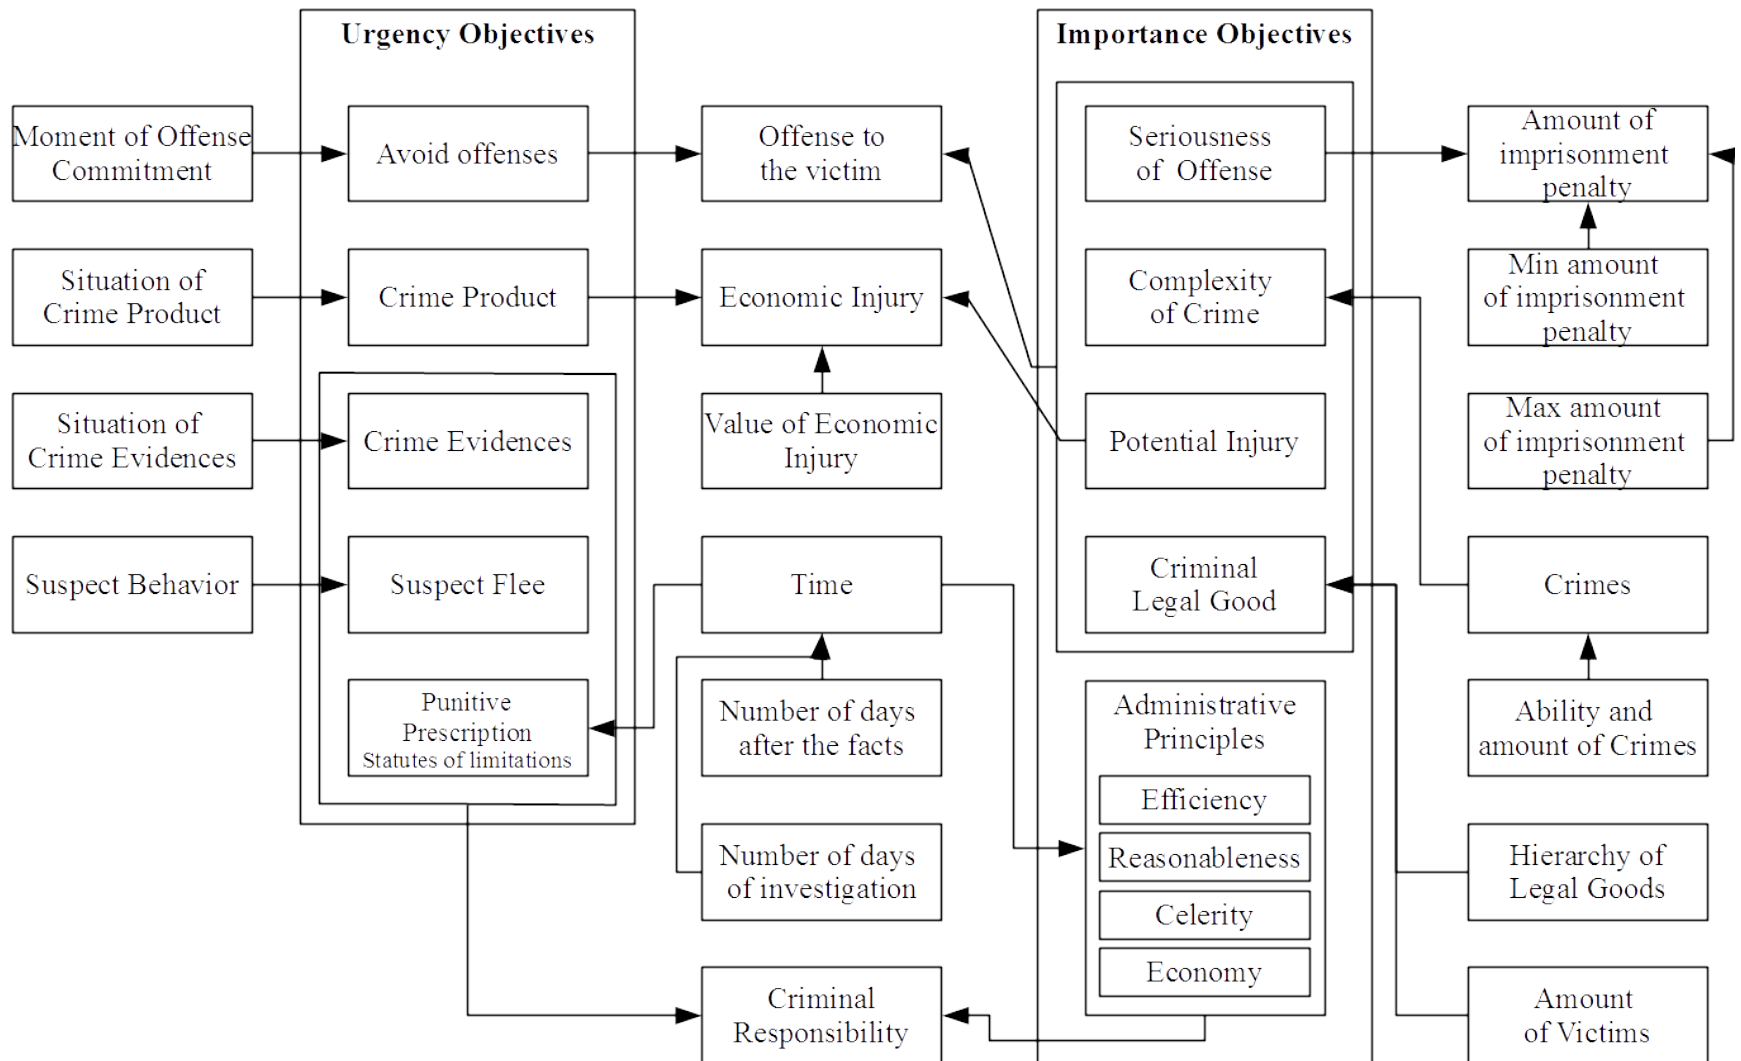 Urgency Objectives
Importance Objectives
Moment of Offense
Commitment
Avoid offenses
Offense to
the victim
Seriousness
of Offense
Amount of
imprisonment
penalty
Situation of
Crime Product
Crime Product
Economic Injury
Complexity
of Crime
Min amount
of imprisonment
penalty
Situation of
Crime Evidences
Crime Evidences
Value of Economic
Injury
Potential Injury
Max amount
of imprisonment
penalty
Suspect Behavior
Suspect Flee
Time
Criminal
Legal Good
Crimes
Punitive
Prescription
Statutes of limitations
Number of days
after the facts
Administrative
Principles
Efficiency
Reasonableness
Celerity
Economy
Ability and
amount of Crimes
Number of days
of investigation
Hierarchy of
Legal Goods
Criminal
Responsibility
Amount
of Victims